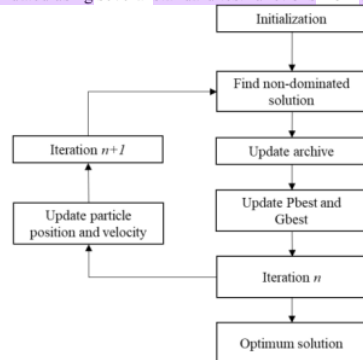 Initialization
Find non-dominated
solution
Update archive
Update Pbest and
Gbest
Iteration n
Optimum solution
Update particle
position and velocity
Iteration n+1